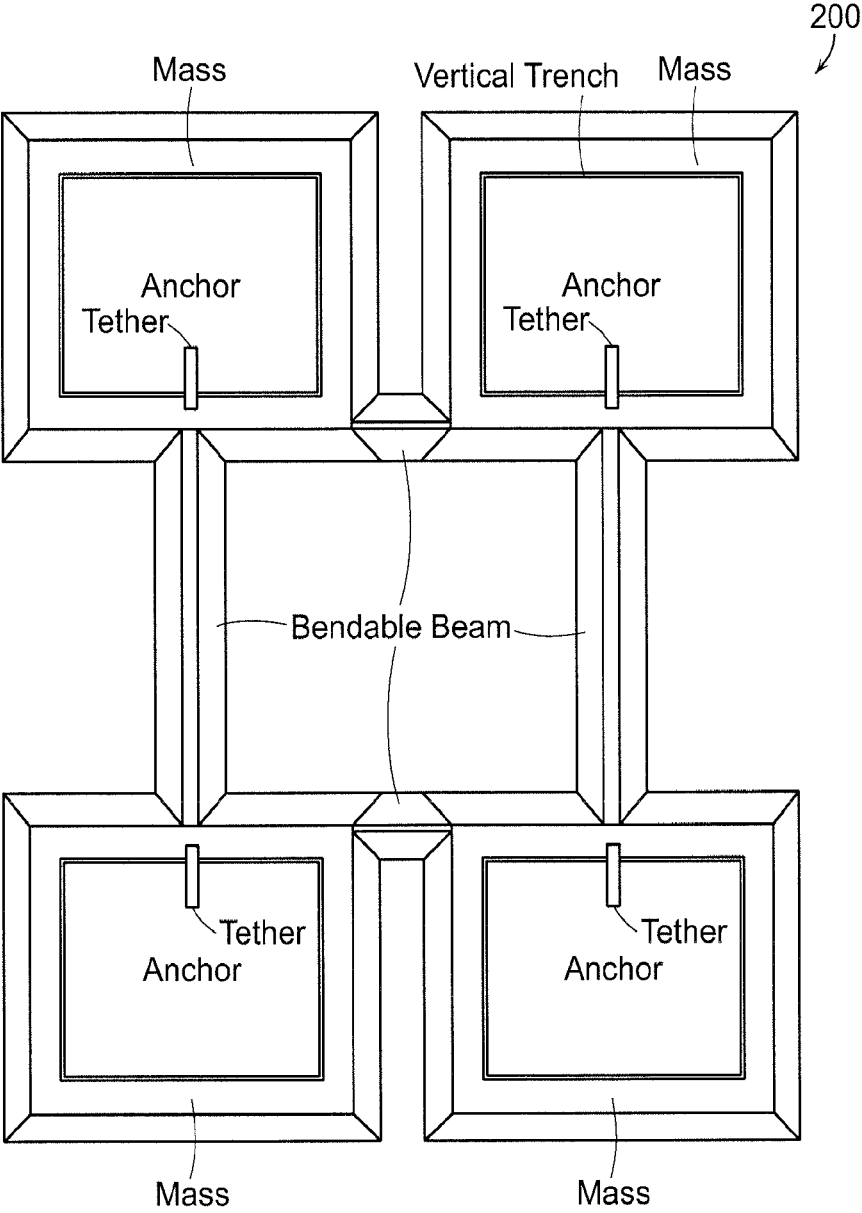 200
Mass
Vertical Trench
Mass
Anchor
Tether
Anchor
Tether
Bendable Beam
Tether
Anchor
Tether
Anchor
Mass
Mass